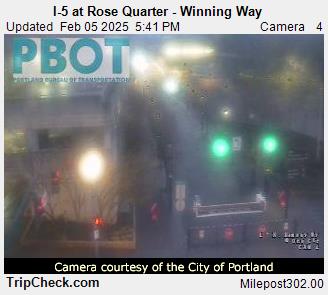 I-5 at Rose Quarter - Winning Way
Updated Feb 05 2025 5:41 PM Camera 4
PBOT
PORTLAND BUREAU OF TRANSPORTATION
Camera courtesy of the City of Portland
TripCheck.com Milepost302.00